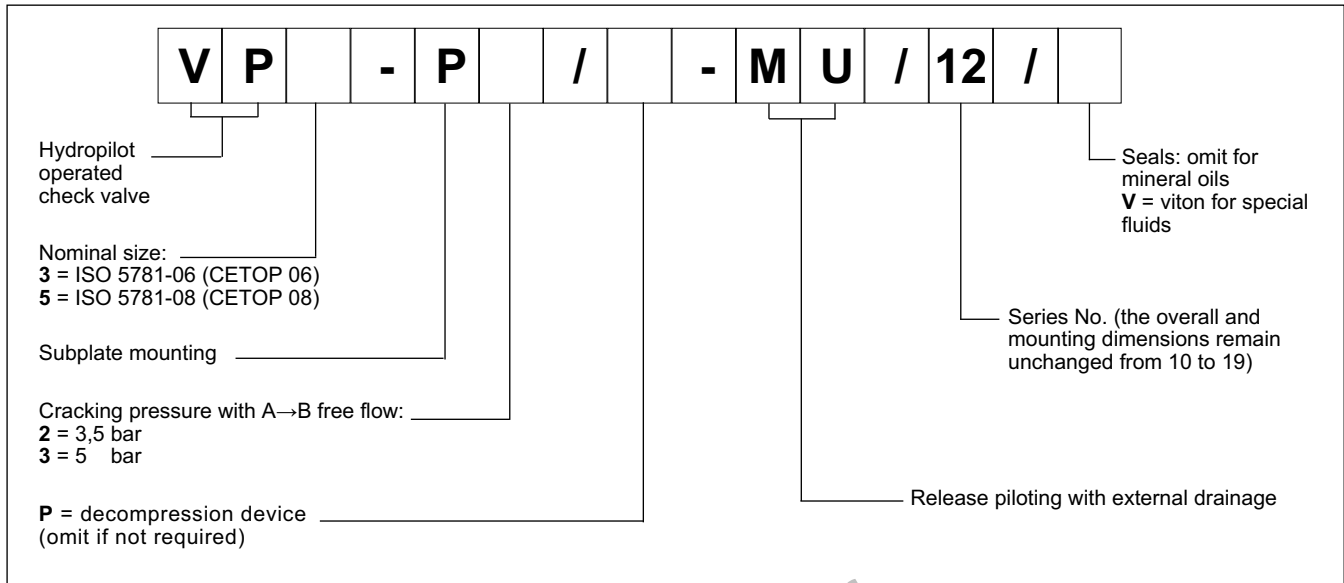 V P - P / - M U / 12 /
Hydropilot
operated
check valve
Nominal size:
3 = ISO 5781-06 (CETOP 06)
5 = ISO 5781-08 (CETOP 08)
Subplate mounting
Cracking pressure with A→B free flow:
2 = 3,5 bar
3 = 5 bar
P = decompression device
(omit if not required)
Seals: omit for
mineral oils
V = viton for special
fluids
Series No. (the overall and
mounting dimensions remain
unchanged from 10 to 19)
Release piloting with external drainage